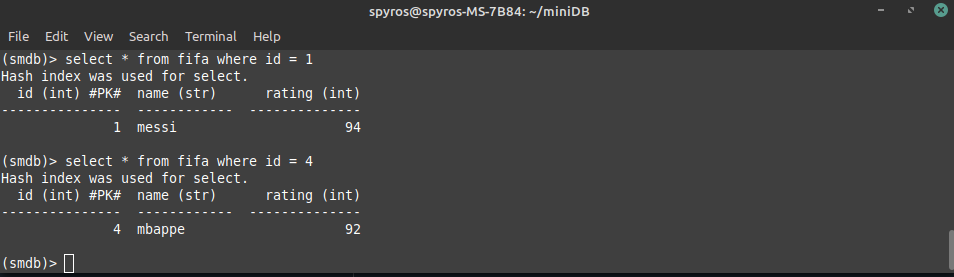 spyros@spyros-MS-7B84: ~/miniDB
File Edit View Search Terminal Help
(smdb)> select * from fifa where id = 1
Hash index was used for select.
  id (int) #PK#  name (str)      rating (int)
---------------  ------------  --------------
              1  messi                     94
(smdb)> select * from fifa where id = 4
Hash index was used for select.
  id (int) #PK#  name (str)      rating (int)
---------------  ------------  --------------
              4  mbappe                    92
(smdb)>